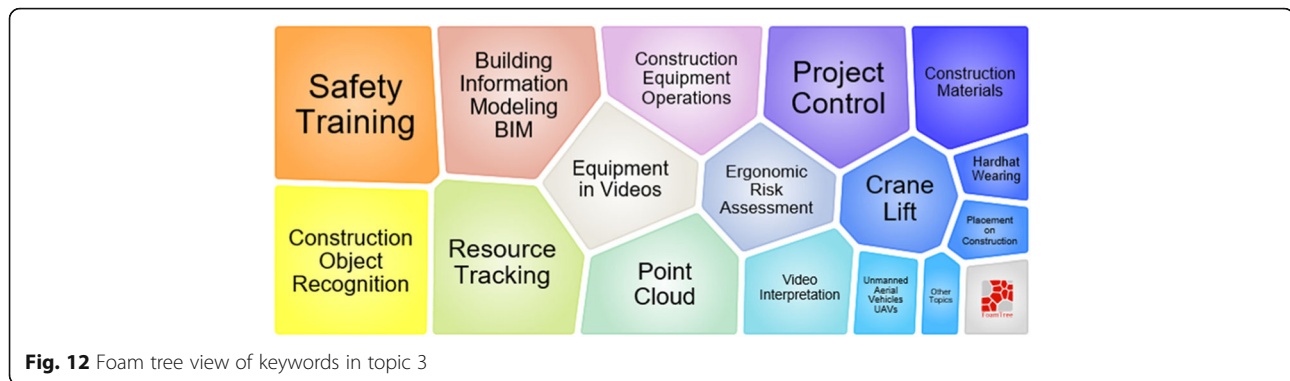 Safety
Training
Building
Information
Modeling
BIM
Construction
Equipment
Operations
Project
Control
Construction
Materials
Equipment
in Videos
Ergonomic
Risk
Assessment
Crane
Lift
Hardhat
Wearing
Placement
on
Construction
Construction
Object
Recognition
Resource
Tracking
Point
Cloud
Video
Interpretation
Unmanned
Aerial
Vehicles
UAVs
Other
Topics
FoamTree
Fig. 12 Foam tree view of keywords in topic 3